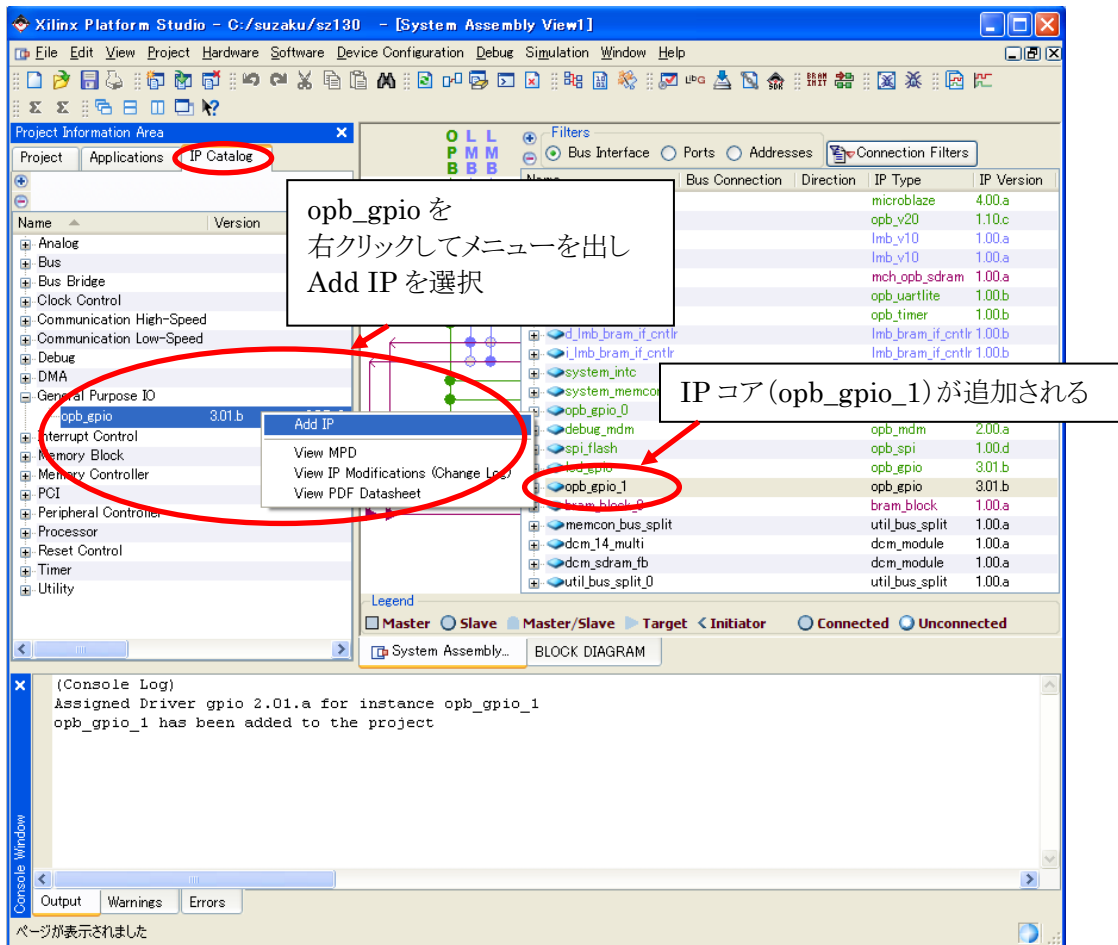 Xilinx Platform Studio - C:/suzaku/sz130 - [System Assembly View1]
File Edit View Project Hardware Software Device Configuration Debug Simulation Window Help
Project Information Area
Project Applications IP Catalog
Name Version
Analog
Bus
Bus Bridge
Clock Control
Communication High-Speed
Communication Low-Speed
Debug
DMA
General Purpose IO
opb_gpio 3.01.b
Interrupt Control
Memory Block
Memory Controller
PCI
Peripheral Controller
Processor
Reset Control
Timer
Utility
Add IP
View MPD
View IP Modifications (Change Log)
View PDF Datasheet
opb_gpio を
右クリックしてメニューを出し
Add IP を選択
O L L
P M M
B B B
Filters
Bus Interface Ports Addresses Connection Filters
Name Bus Connection Direction IP Type IP Version
microblaze 4.00.a
opb_v20 1.10.c
lmb_v10 1.00.a
lmb_v10 1.00.a
mch_opb_sdram 1.00.a
opb_uartlite 1.00.b
opb_timer 1.00.b
d_lmb_bram_if_cntlr lmb_bram_if_cntlr 1.00.b
i_lmb_bram_if_cntlr lmb_bram_if_cntlr 1.00.b
system_intc
system_memcon
opb_gpio_0
debug_mdm opb_mdm 2.00.a
spi_flash opb_spi 1.00.d
led_gpio opb_gpio 3.01.b
opb_gpio_1 opb_gpio 3.01.b
bram_block_0 bram_block 1.00.a
memcon_bus_split util_bus_split 1.00.a
dcm_14_multi dcm_module 1.00.a
dcm_sdram_fb dcm_module 1.00.a
util_bus_split_0 util_bus_split 1.00.a
IP コア(opb_gpio_1)が追加される
Legend
Master Slave Master/Slave Target Initiator Connected Unconnected
System Assembly... BLOCK DIAGRAM
(Console Log)
Assigned Driver gpio 2.01.a for instance opb_gpio_1
opb_gpio_1 has been added to the project
Console Window
Output Warnings Errors
ページが表示されました